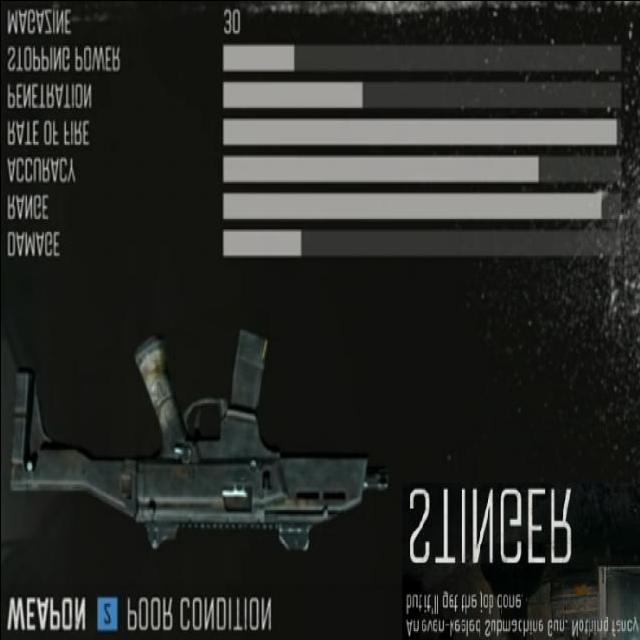 WEAPON POOR CONDITION
An even-keeled Submachine Gun. Nothing fancy
but it'll get the job done.
STINGER
DAMAGE
RANGE
ACCURACY
RATE OF FIRE
PENETRATION
STOPPING POWER
MAGAZINE 30